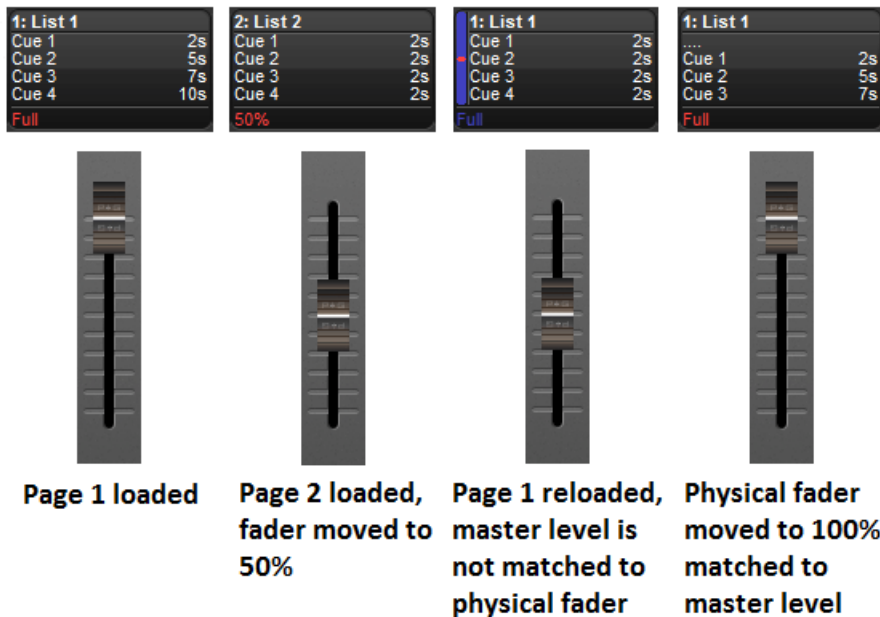 1: List 1
Cue 1 2s
Cue 2 5s
Cue 3 7s
Cue 4 10s
Full
2: List 2
Cue 1 2s
Cue 2 2s
Cue 3 2s
Cue 4 2s
50%
1: List 1
Cue 1 2s
Cue 2 2s
Cue 3 2s
Cue 4 2s
Full
1: List 1
....
Cue 1 2s
Cue 2 5s
Cue 3 7s
Full
Page 1 loaded
Page 2 loaded,
fader moved to
50%
Page 1 reloaded,
master level is
not matched to
physical fader
Physical fader
moved to 100%
matched to
master level